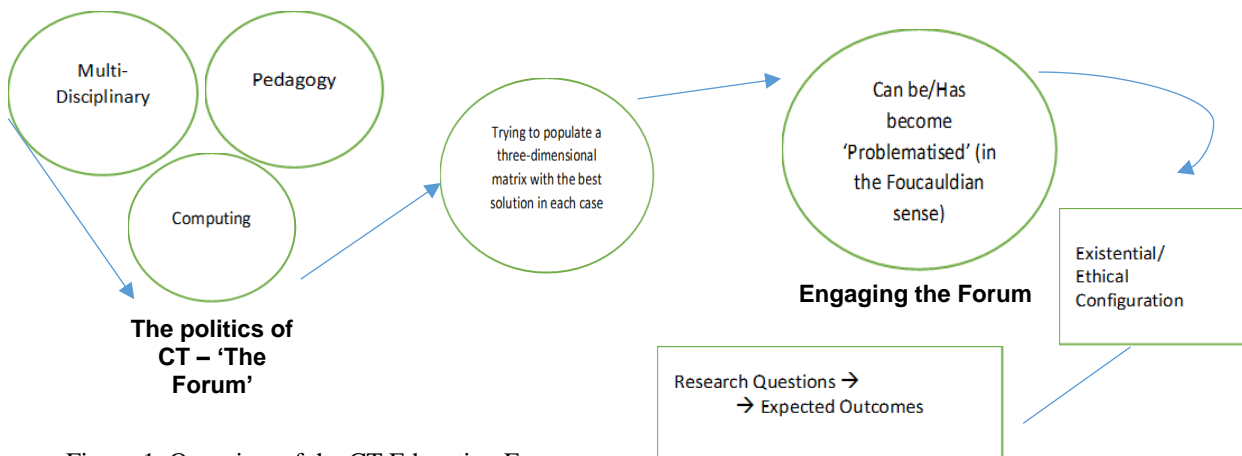 Multi-
Disciplinary
Pedagogy
Computing
The politics of
CT – ‘The
Forum’
Trying to populate a
three-dimensional
matrix with the best
solution in each case
Can be/Has
become
‘Problematised’ (in
the Foucauldian
sense)
Engaging the Forum
Existential/
Ethical
Configuration
Research Questions →
→ Expected Outcomes